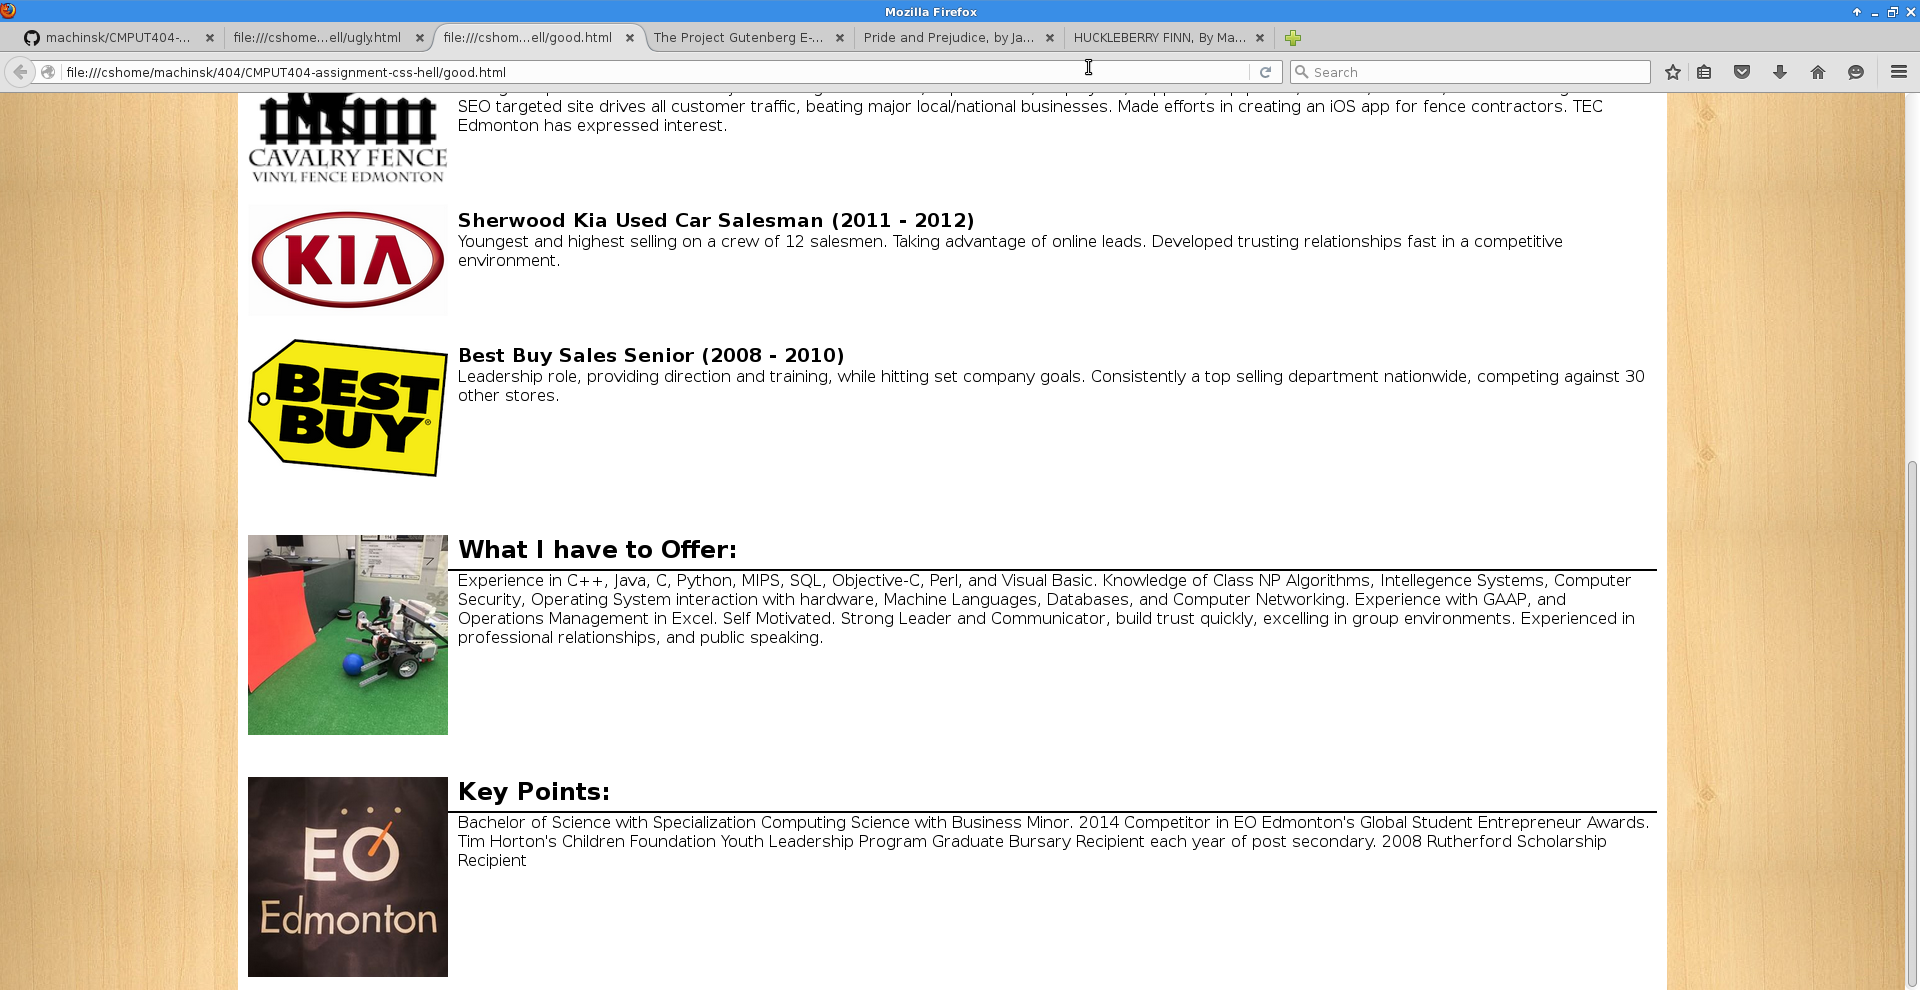 Mozilla Firefox
machinsk/CMPUT404-...
file:///cshome...ell/ugly.html
file:///cshom...ell/good.html
The Project Gutenberg E-...
Pride and Prejudice, by Ja...
HUCKLEBERRY FINN, By Ma...
file:///cshome/machinsk/404/CMPUT404-assignment-css-hell/good.html
Search
SEO targeted site drives all customer traffic, beating major local/national businesses. Made efforts in creating an iOS app for fence contractors. TEC
Edmonton has expressed interest.
CAVALRY FENCE
VINYL FENCE EDMONTON
KIA
Sherwood Kia Used Car Salesman (2011 - 2012)
Youngest and highest selling on a crew of 12 salesmen. Taking advantage of online leads. Developed trusting relationships fast in a competitive
environment.
BEST
BUY®
Best Buy Sales Senior (2008 - 2010)
Leadership role, providing direction and training, while hitting set company goals. Consistently a top selling department nationwide, competing against 30
other stores.
What I have to Offer:
Experience in C++, Java, C, Python, MIPS, SQL, Objective-C, Perl, and Visual Basic. Knowledge of Class NP Algorithms, Intellegence Systems, Computer
Security, Operating System interaction with hardware, Machine Languages, Databases, and Computer Networking. Experience with GAAP, and
Operations Management in Excel. Self Motivated. Strong Leader and Communicator, build trust quickly, excelling in group environments. Experienced in
professional relationships, and public speaking.
EO
Edmonton
Key Points:
Bachelor of Science with Specialization Computing Science with Business Minor. 2014 Competitor in EO Edmonton's Global Student Entrepreneur Awards.
Tim Horton's Children Foundation Youth Leadership Program Graduate Bursary Recipient each year of post secondary. 2008 Rutherford Scholarship
Recipient